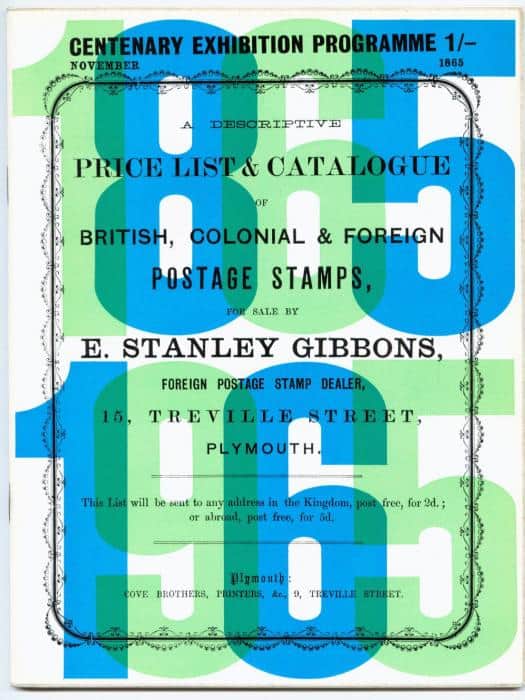 CENTENARY EXHIBITION PROGRAMME 1/–
NOVEMBER 1865
1865
A DESCRIPTIVE
PRICE LIST & CATALOGUE
OF
BRITISH, COLONIAL & FOREIGN
POSTAGE STAMPS,
FOR SALE BY
E. STANLEY GIBBONS,
FOREIGN POSTAGE STAMP DEALER,
15, TREVILLE STREET,
PLYMOUTH.
1965
This List will be sent to any address in the Kingdom, post free, for 2d.;
or abroad, post free, for 5d.
Plymouth:
COVE BROTHERS, PRINTERS, &c., 9, TREVILLE STREET.